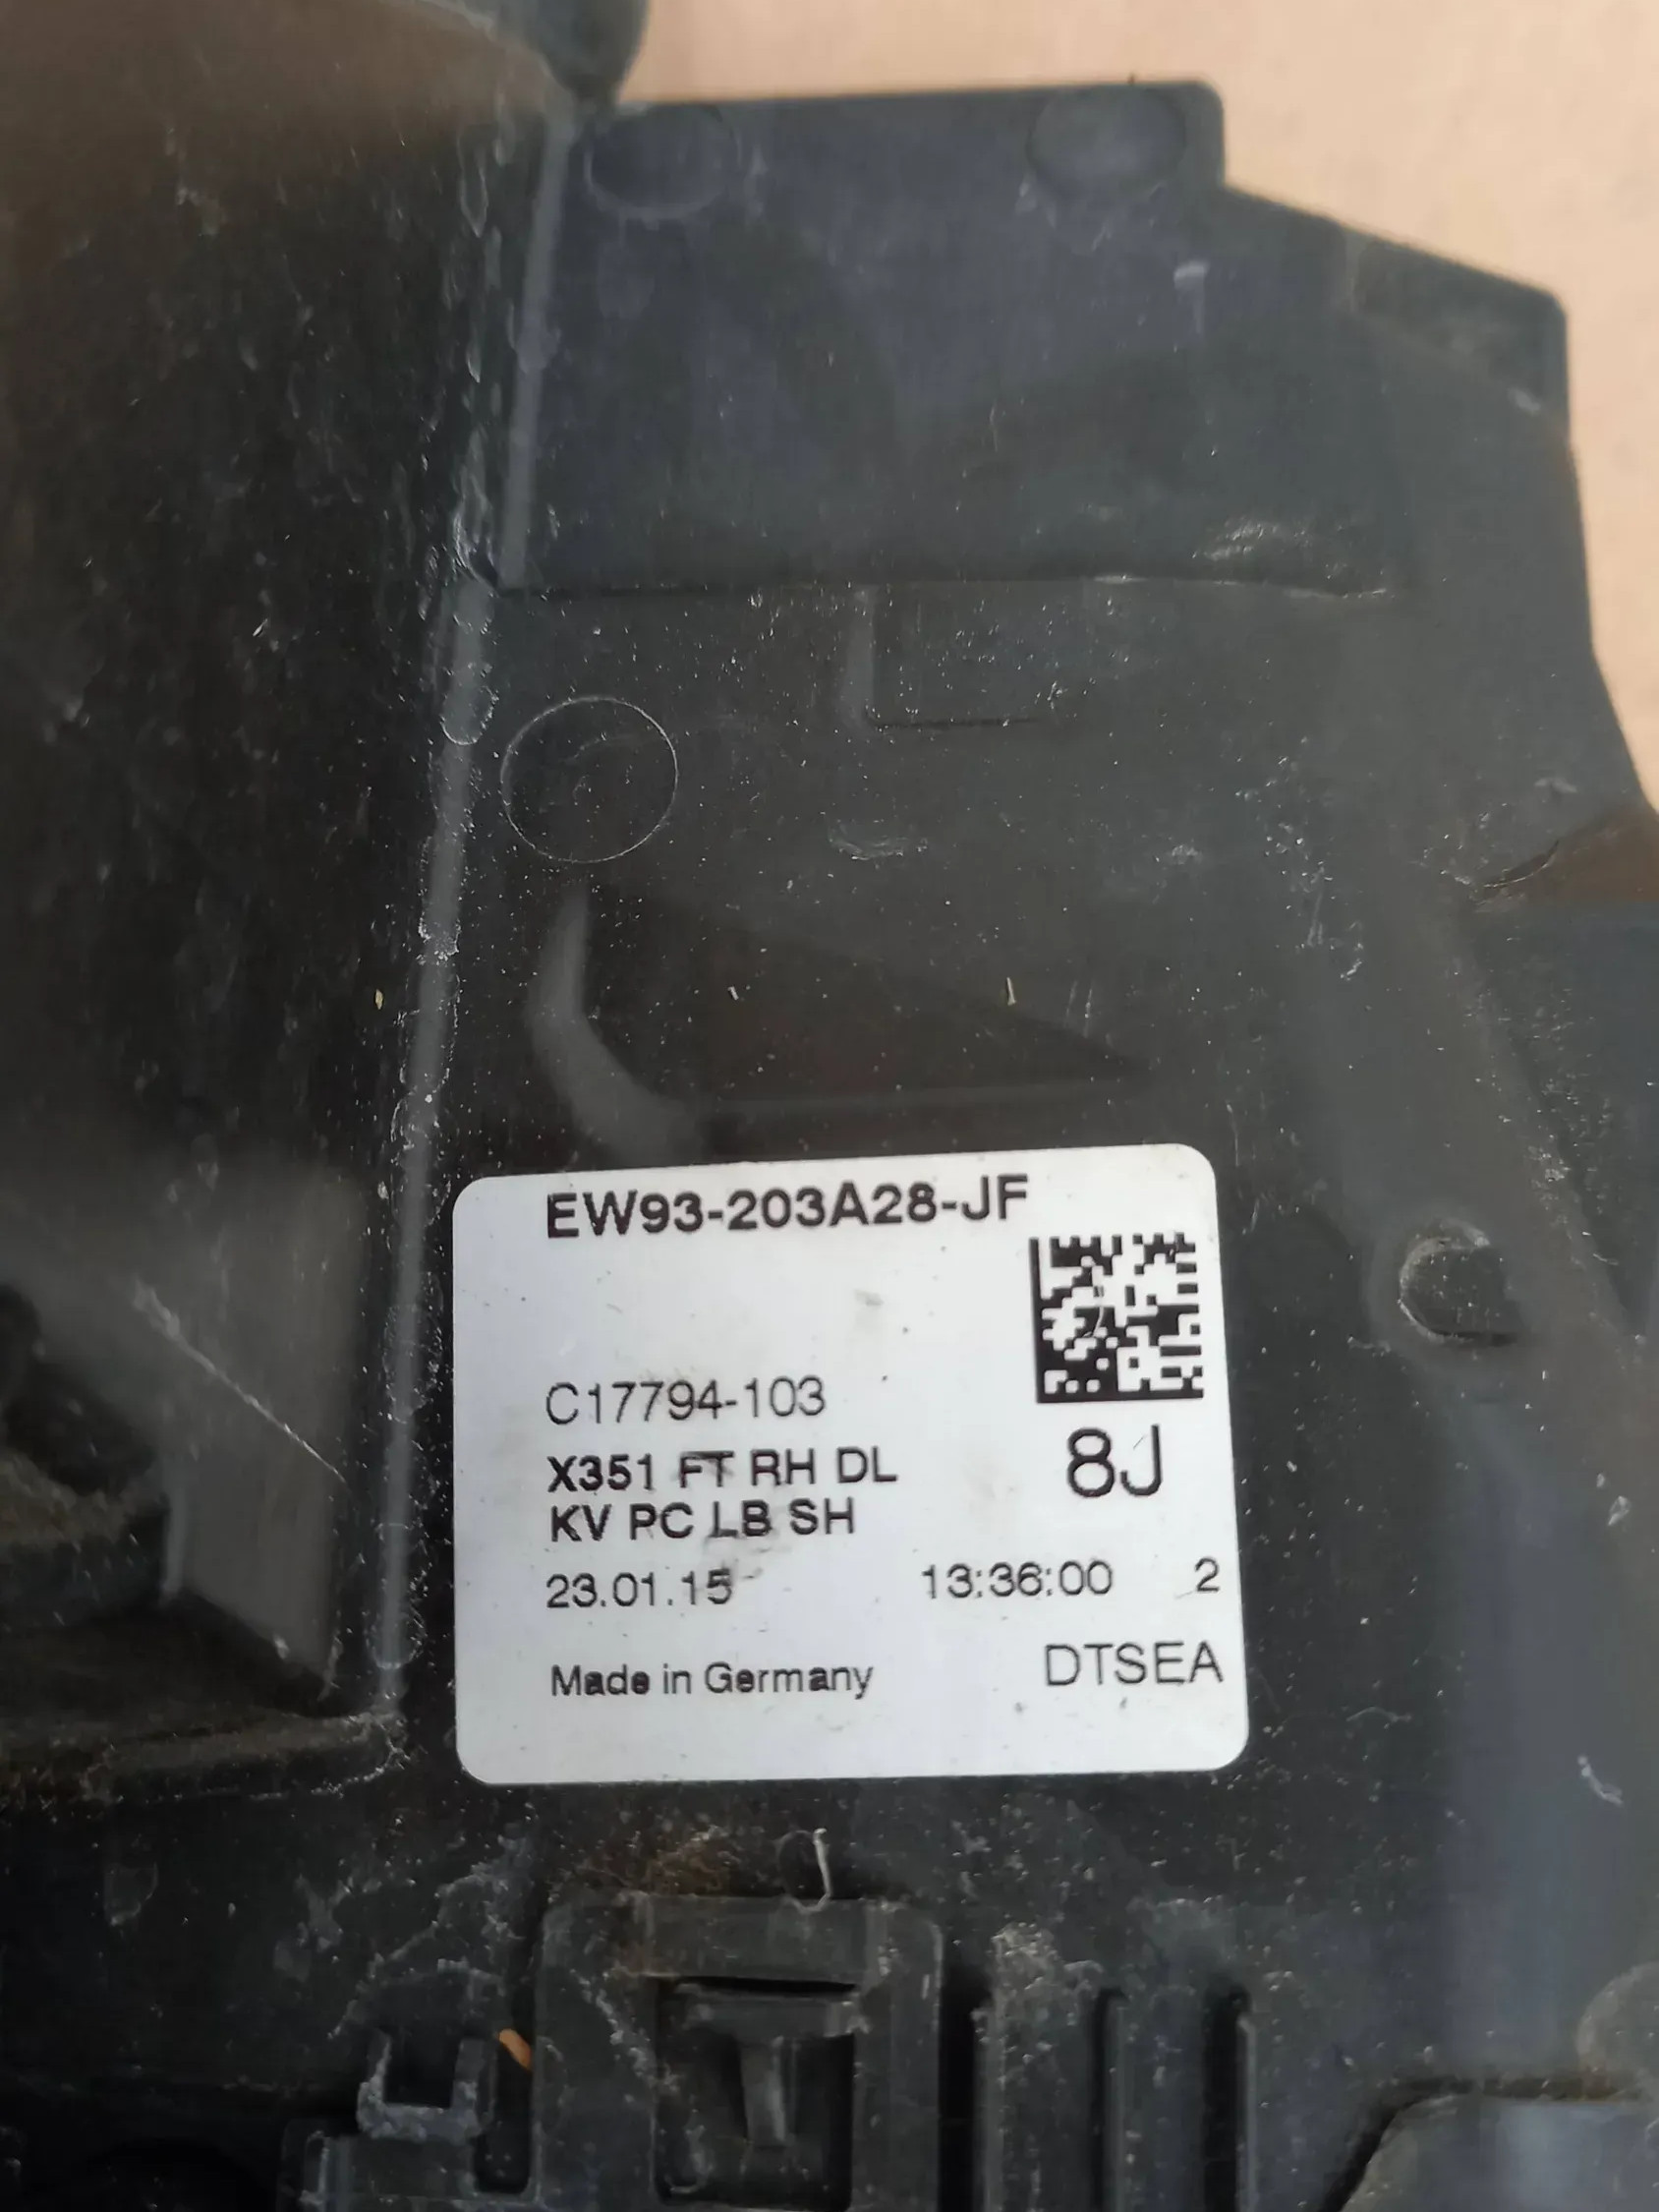 EW93-203A28-JF
C17794-103
X351 FT RH DL
8J
KV PC LB SH
23.01.15 13:36:00 2
Made in Germany DTSEA